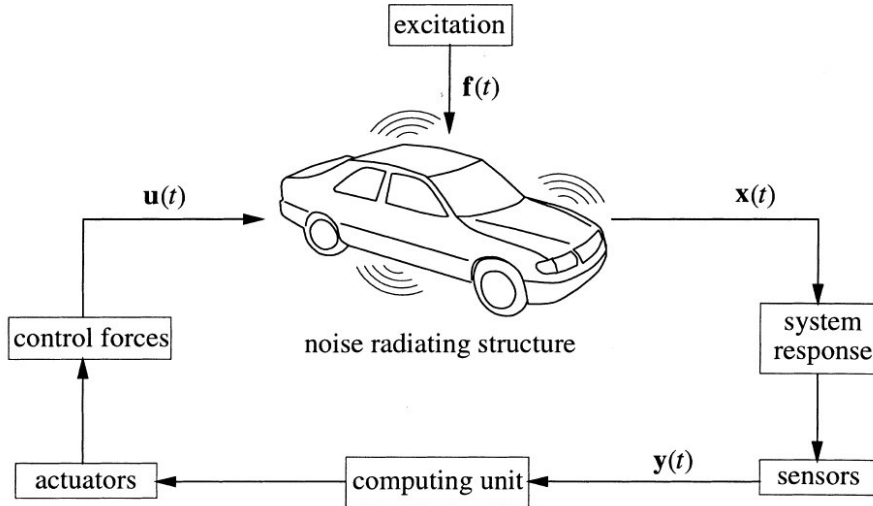 excitation
f(t)
u(t)
x(t)
control forces
noise radiating structure
system
response
actuators
computing unit
y(t)
sensors